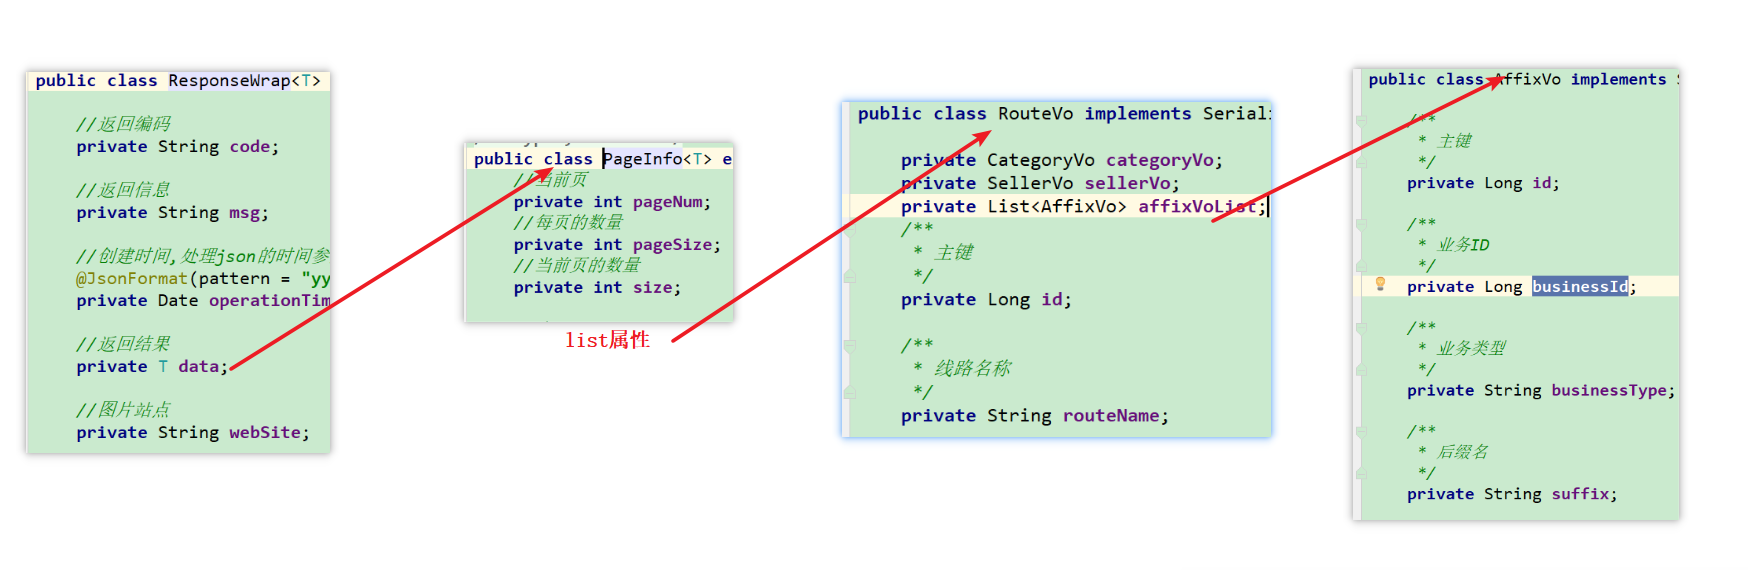 public class ResponseWrap<T>
//返回编码
private String code;
//返回信息
private String msg;
//创建时间,处理json的时间参
@JsonFormat(pattern = "yy
private Date operationTim
//返回结果
private T data;
//图片站点
private String webSite;
public class PageInfo<T> e
//当前页
private int pageNum;
//每页的数量
private int pageSize;
//当前页的数量
private int size;
list属性
public class RouteVo implements Seriali
private CategoryVo categoryVo;
private SellerVo sellerVo;
private List<AffixVo> affixVoList;
/**
* 主键
*/
private Long id;
/**
* 线路名称
*/
private String routeName;
public class AffixVo implements S
/**
* 主键
*/
private Long id;
/**
* 业务ID
*/
private Long businessId;
/**
* 业务类型
*/
private String businessType;
/**
* 后缀名
*/
private String suffix;